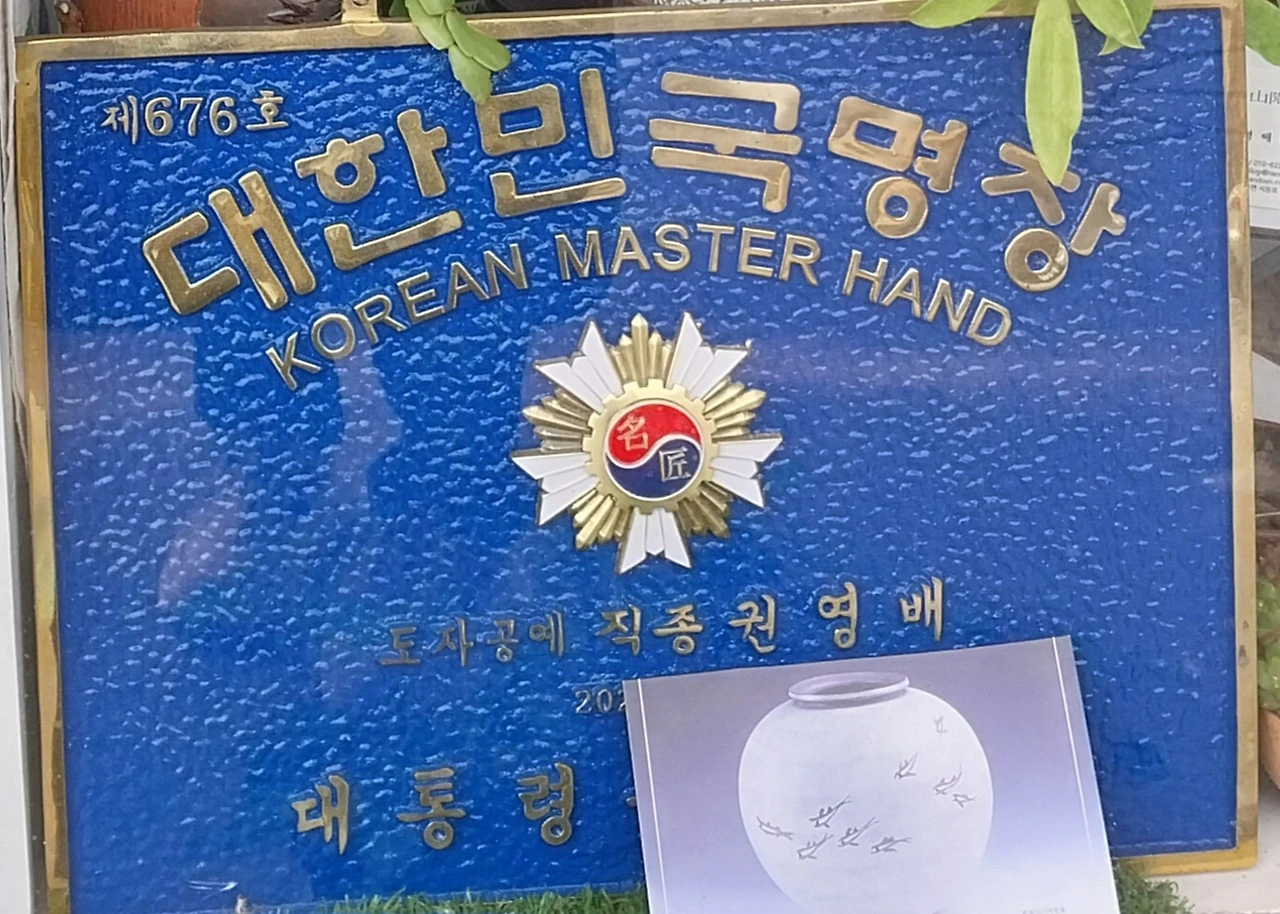 제676호
대한민국명장
KOREAN MASTER HAND
名
匠
도자공예 직종 권영배
대통령